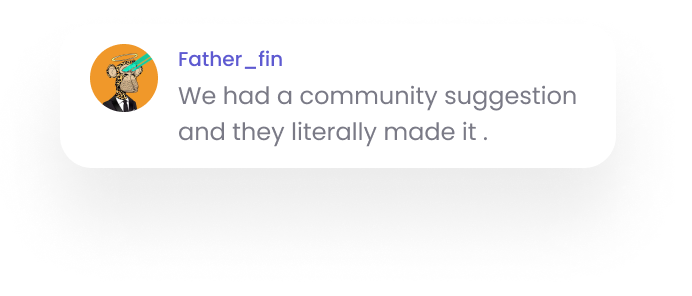 Father_fin
We had a community suggestion
and they literally made it .